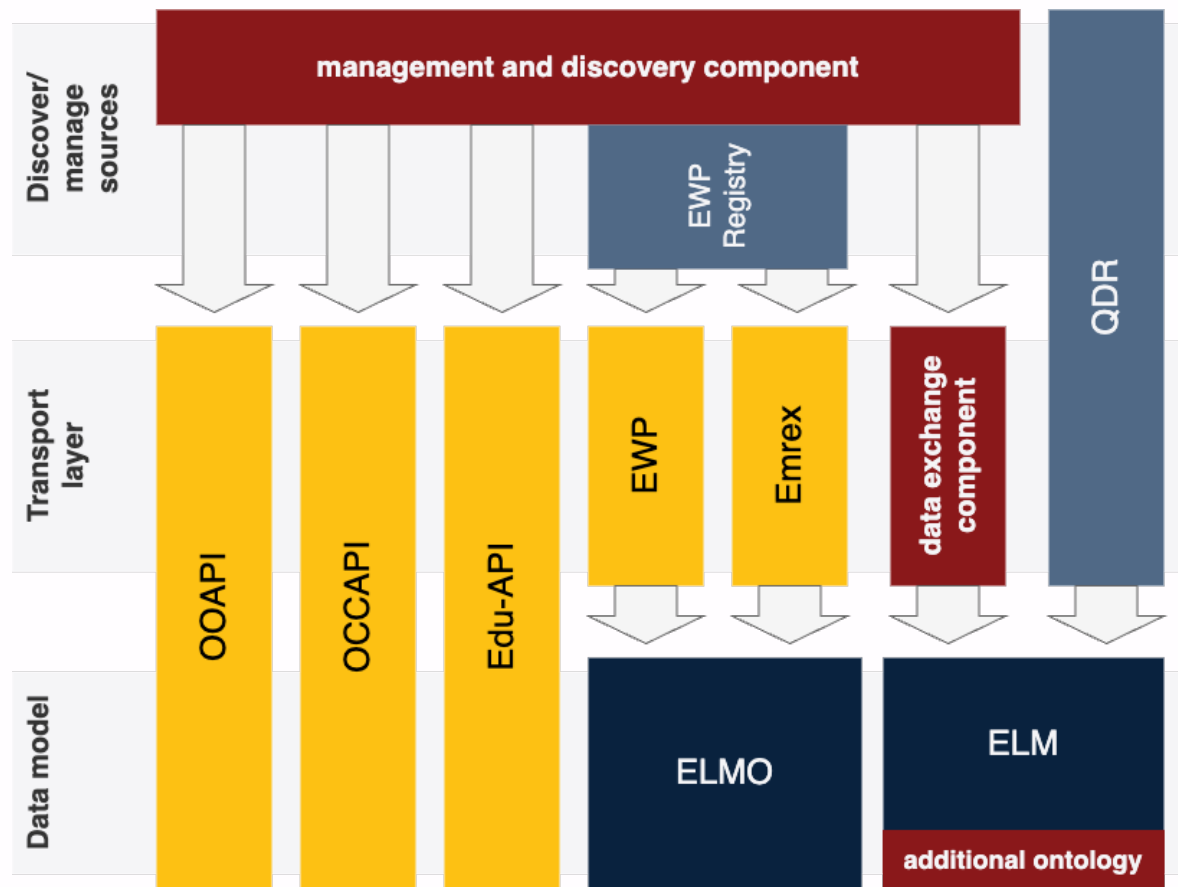 Discover/
manage
sources
management and discovery component
EWP
Registry
QDR
Transport
layer
OOAPI
OCCAPI
Edu-API
EWP
Emrex
data exchange
component
Data model
ELMO
ELM
additional ontology